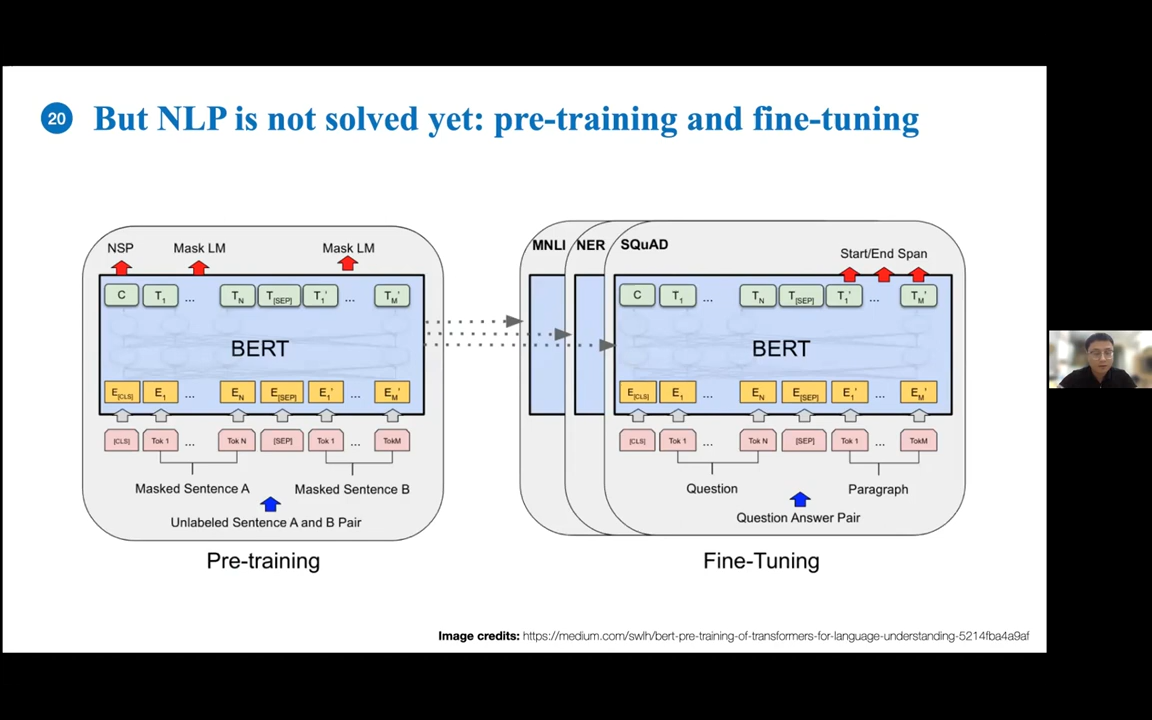 20 But NLP is not solved yet: pre-training and fine-tuning
NSP Mask LM Mask LM
C T1 ... TN T[SEP] T1' ... TM'
BERT
E[CLS] E1 ... EN E[SEP] E1' ... EM'
[CLS] Tok 1 ... Tok N [SEP] Tok 1 ... TokM
Masked Sentence A Masked Sentence B
Unlabeled Sentence A and B Pair
Pre-training
MNLI NER SQuAD
Start/End Span
C T1 ... TN T[SEP] T1' ... TM'
BERT
E[CLS] E1 ... EN E[SEP] E1' ... EM'
[CLS] Tok 1 ... Tok N [SEP] Tok 1 ... TokM
Question Paragraph
Question Answer Pair
Fine-Tuning
Image credits: https://medium.com/swlh/bert-pre-training-of-transformers-for-language-understanding-5214fba4a9af